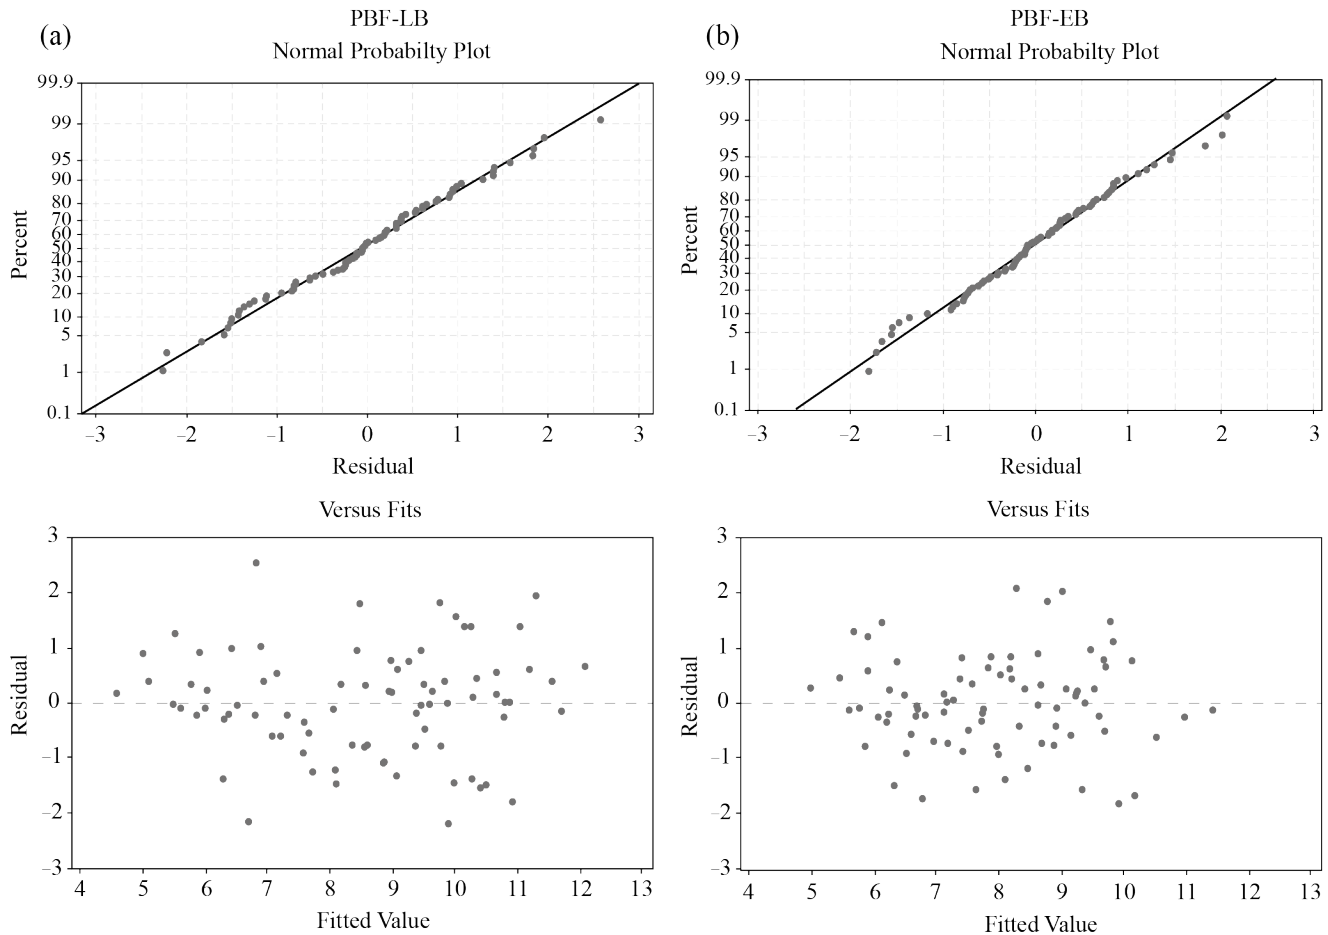 (a)
PBF-LB
Normal Probabilty Plot
Percent
99.9
99
95
90
80
70
60
50
40
30
20
10
5
1
0.1
–3 –2 –1 0 1 2 3
Residual
(b)
PBF-EB
Normal Probabilty Plot
Percent
99.9
99
95
90
80
70
60
50
40
30
20
10
5
1
0.1
–3 –2 –1 0 1 2 3
Residual
Versus Fits
Residual
3
2
1
0
–1
–2
–3
4 5 6 7 8 9 10 11 12 13
Fitted Value
Versus Fits
Residual
3
2
1
0
–1
–2
–3
4 5 6 7 8 9 10 11 12 13
Fitted Value